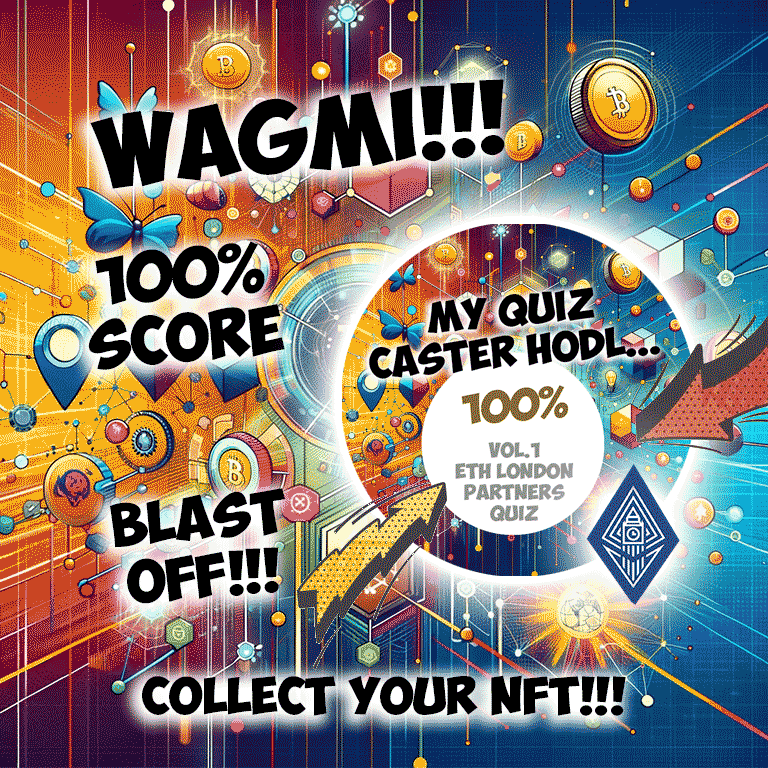 WAGMI!!!
100%
SCORE
MY QUIZ
CASTER HODL...
100%
VOL.1
ETH LONDON
PARTNERS
QUIZ
BLAST
OFF!!!
COLLECT YOUR NFT!!!